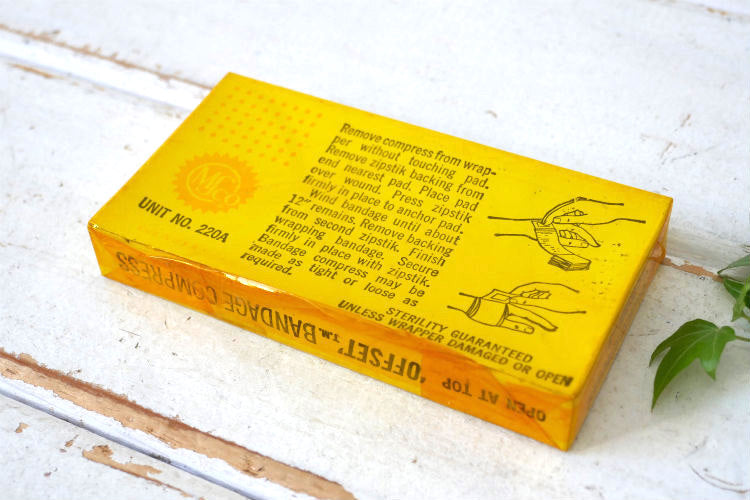 MCo
UNIT NO. 220A
Remove compress from wrap-
per without touching pad.
Remove zipstik backing from
end nearest pad. Place pad
over wound. Press zipstik
firmly in place to anchor pad.
Wind bandage until about
12" remains. Remove backing
from second zipstik. Finish
wrapping bandage. Secure
firmly in place with zipstik.
Bandage compress may be
made as tight or loose as
required.
STERILITY GUARANTEED
UNLESS WRAPPER DAMAGED OR OPEN
OPEN AT TOP "OFFSET"T.M. BANDAGE COMPRESS